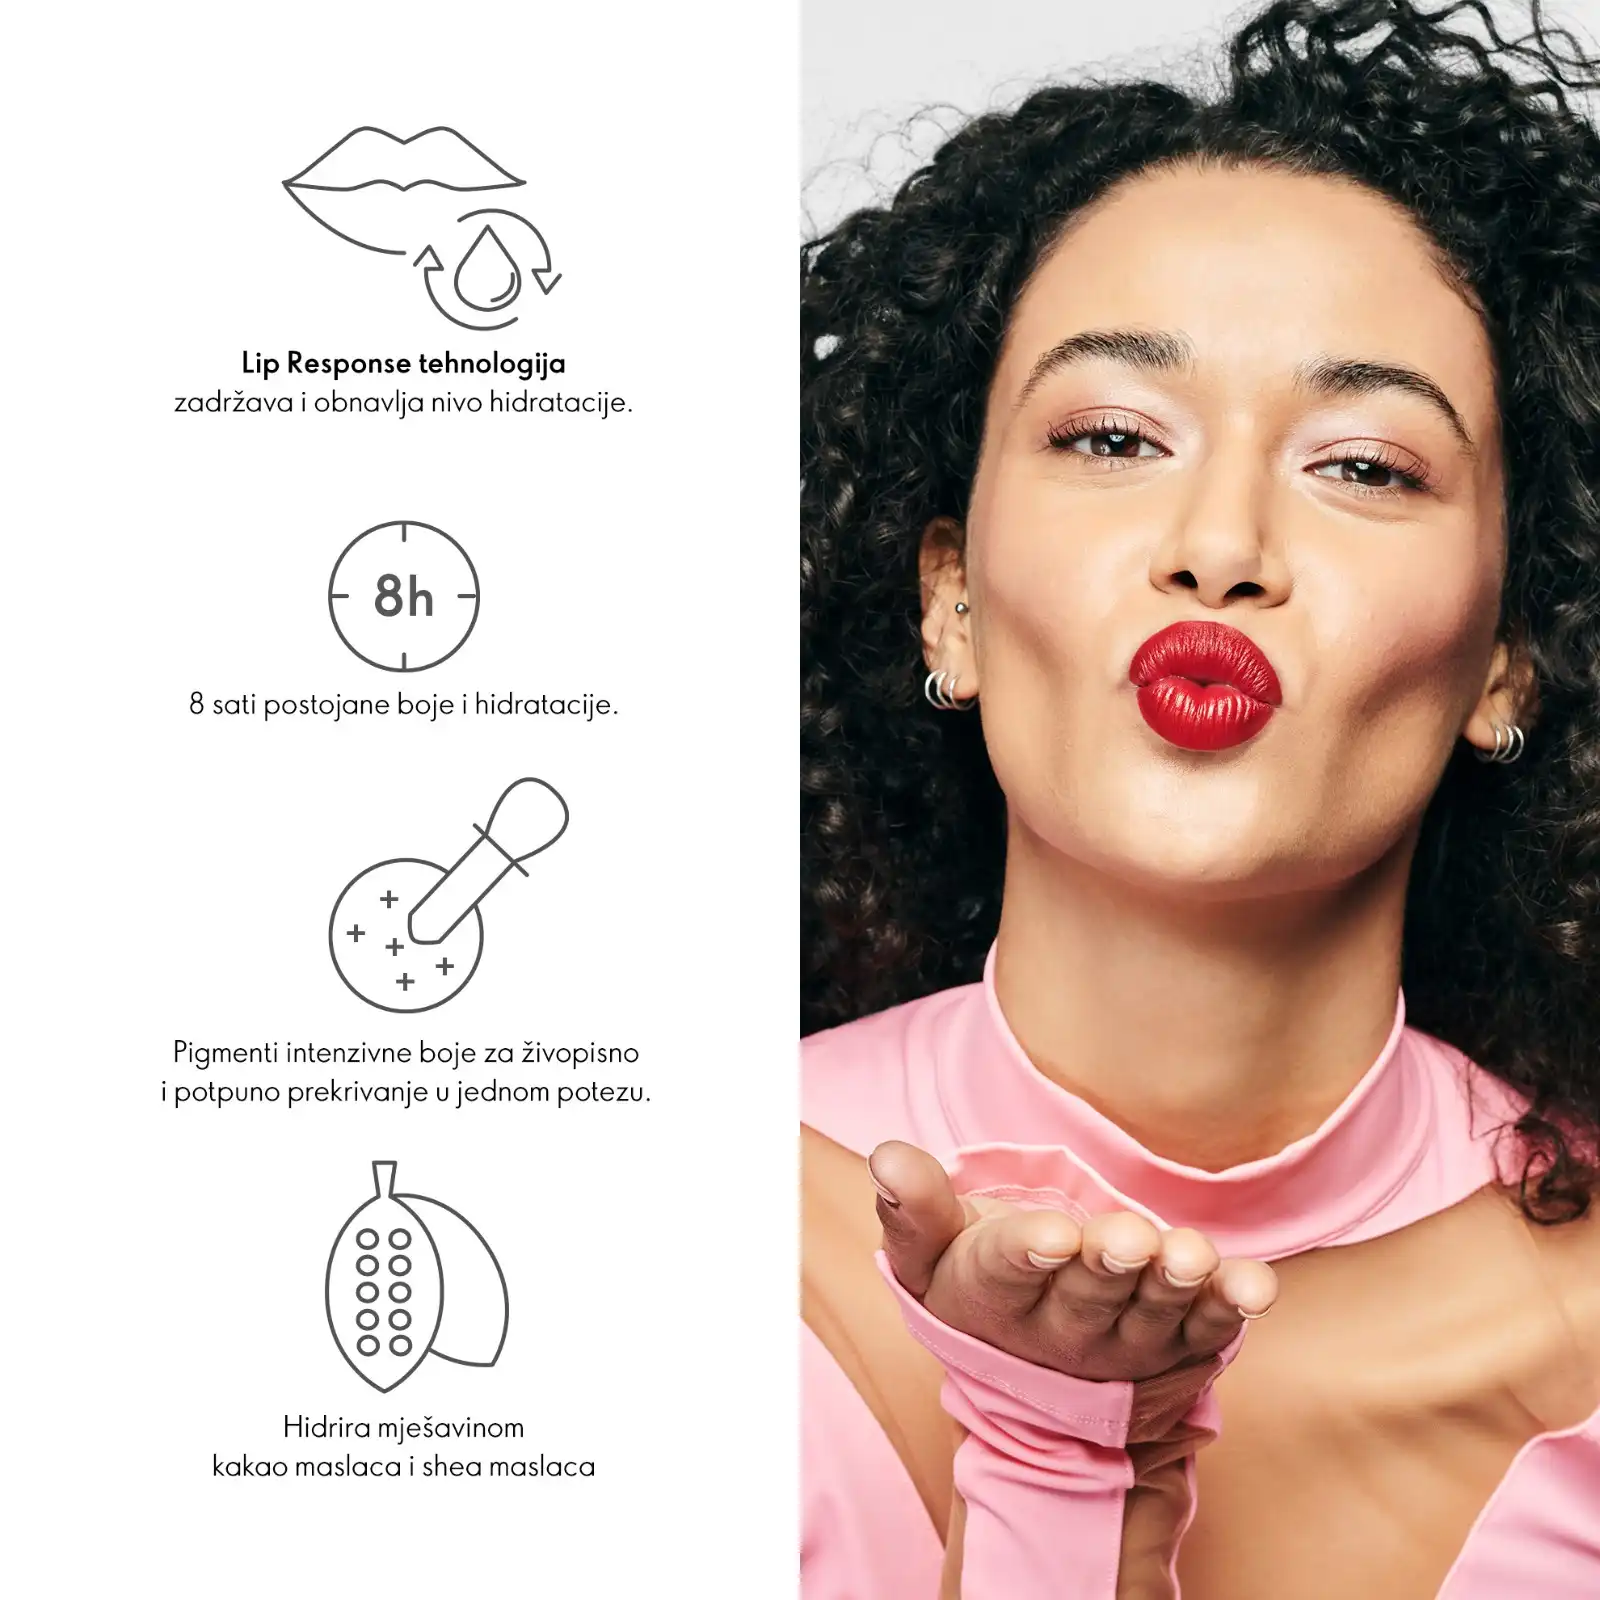 Lip Response tehnologija
zadržava i obnavlja nivo hidratacije.
8h
8 sati postojane boje i hidratacije.
Pigmenti intenzivne boje za živopisno
i potpuno prekrivanje u jednom potezu.
Hidrira mješavinom
kakao maslaca i shea maslaca